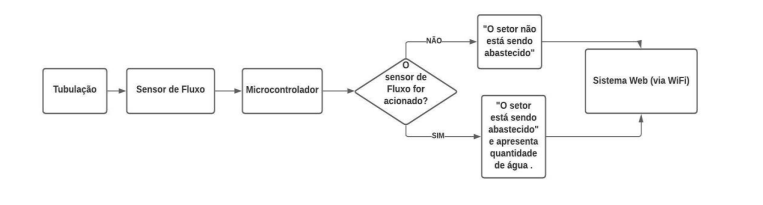 Tubulação
Sensor de Fluxo
Microcontrolador
O
sensor de
Fluxo for
acionado?
NÃO
"O setor não
está sendo
abastecido"
SIM
"O setor
está sendo
abastecido"
e apresenta
quantidade
de água .
Sistema Web (via WiFi)